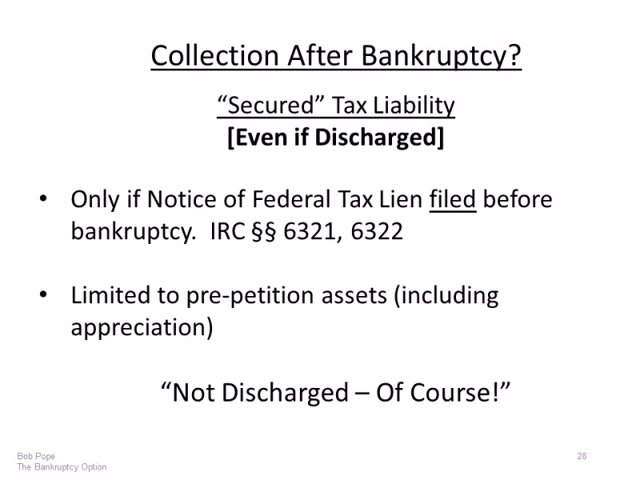 Collection After Bankruptcy?
“Secured” Tax Liability
[Even if Discharged]
• Only if Notice of Federal Tax Lien filed before
bankruptcy.  IRC §§ 6321, 6322
• Limited to pre-petition assets (including
appreciation)
“Not Discharged – Of Course!”
Bob Pope
The Bankruptcy Option
28